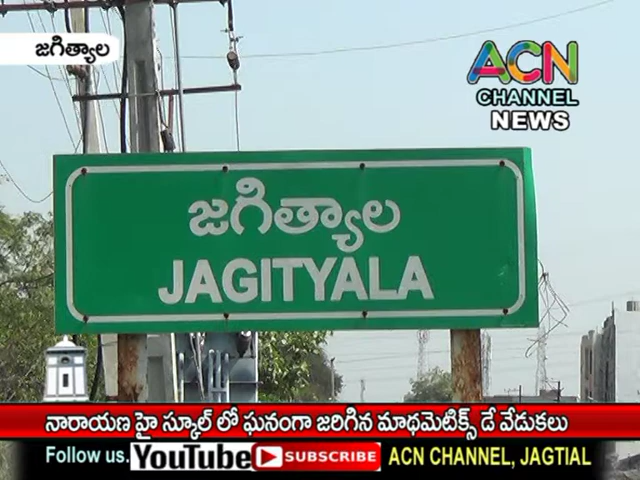 జగిత్యాల
ACN
CHANNEL
NEWS
జగిత్యాల
JAGITYALA
నారాయణ హై స్కూల్ లో ఘనంగా జరిగిన మాథమెటిక్స్ డే వేడుకలు
Follow us. YouTube SUBSCRIBE ACN CHANNEL, JAGTIAL